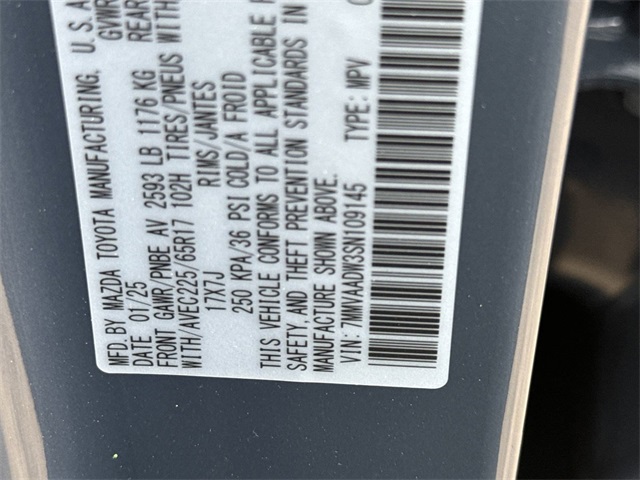 MFD.BY MAZDA TOYOTA MANUFACTURING, U.S.A
DATE 01/25 GVWR
FRONT GAWR/PNBE AV 2593 LB 1176 KG REAR
WITH/AVEC225/65R17 102H TIRES/PNEUS WITH
17X7J RIMS/JANTES
250 KPA/36 PSI COLD/A FROID
THIS VEHICLE CONFORMS TO ALL APPLICABLE
SAFETY,AND THEFT PREVENTION STANDARDS IN
MANUFACTURE SHOWN ABOVE.
VIN:7MMVAADW3SN109145 TYPE: MPV